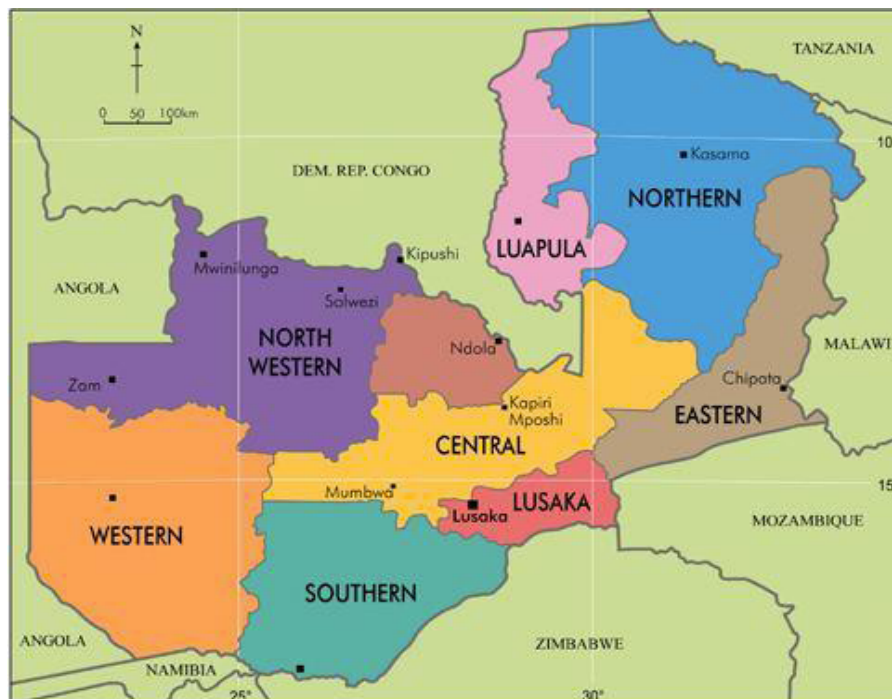 TANZANIA
N
0 50 100km
10
Kasama
DEM. REP. CONGO
NORTHERN
LUAPULA
Kipushi
Mwinilunga
ANGOLA
Solwezi
NORTH
WESTERN
Ndola
MALAWI
Zam
Chipata
Kapiri
Mposhi
EASTERN
CENTRAL
15
Mumbwa
LUSAKA
Lusaka
MOZAMBIQUE
WESTERN
SOUTHERN
ANGOLA
ZIMBABWE
NAMIBIA
25°
30°